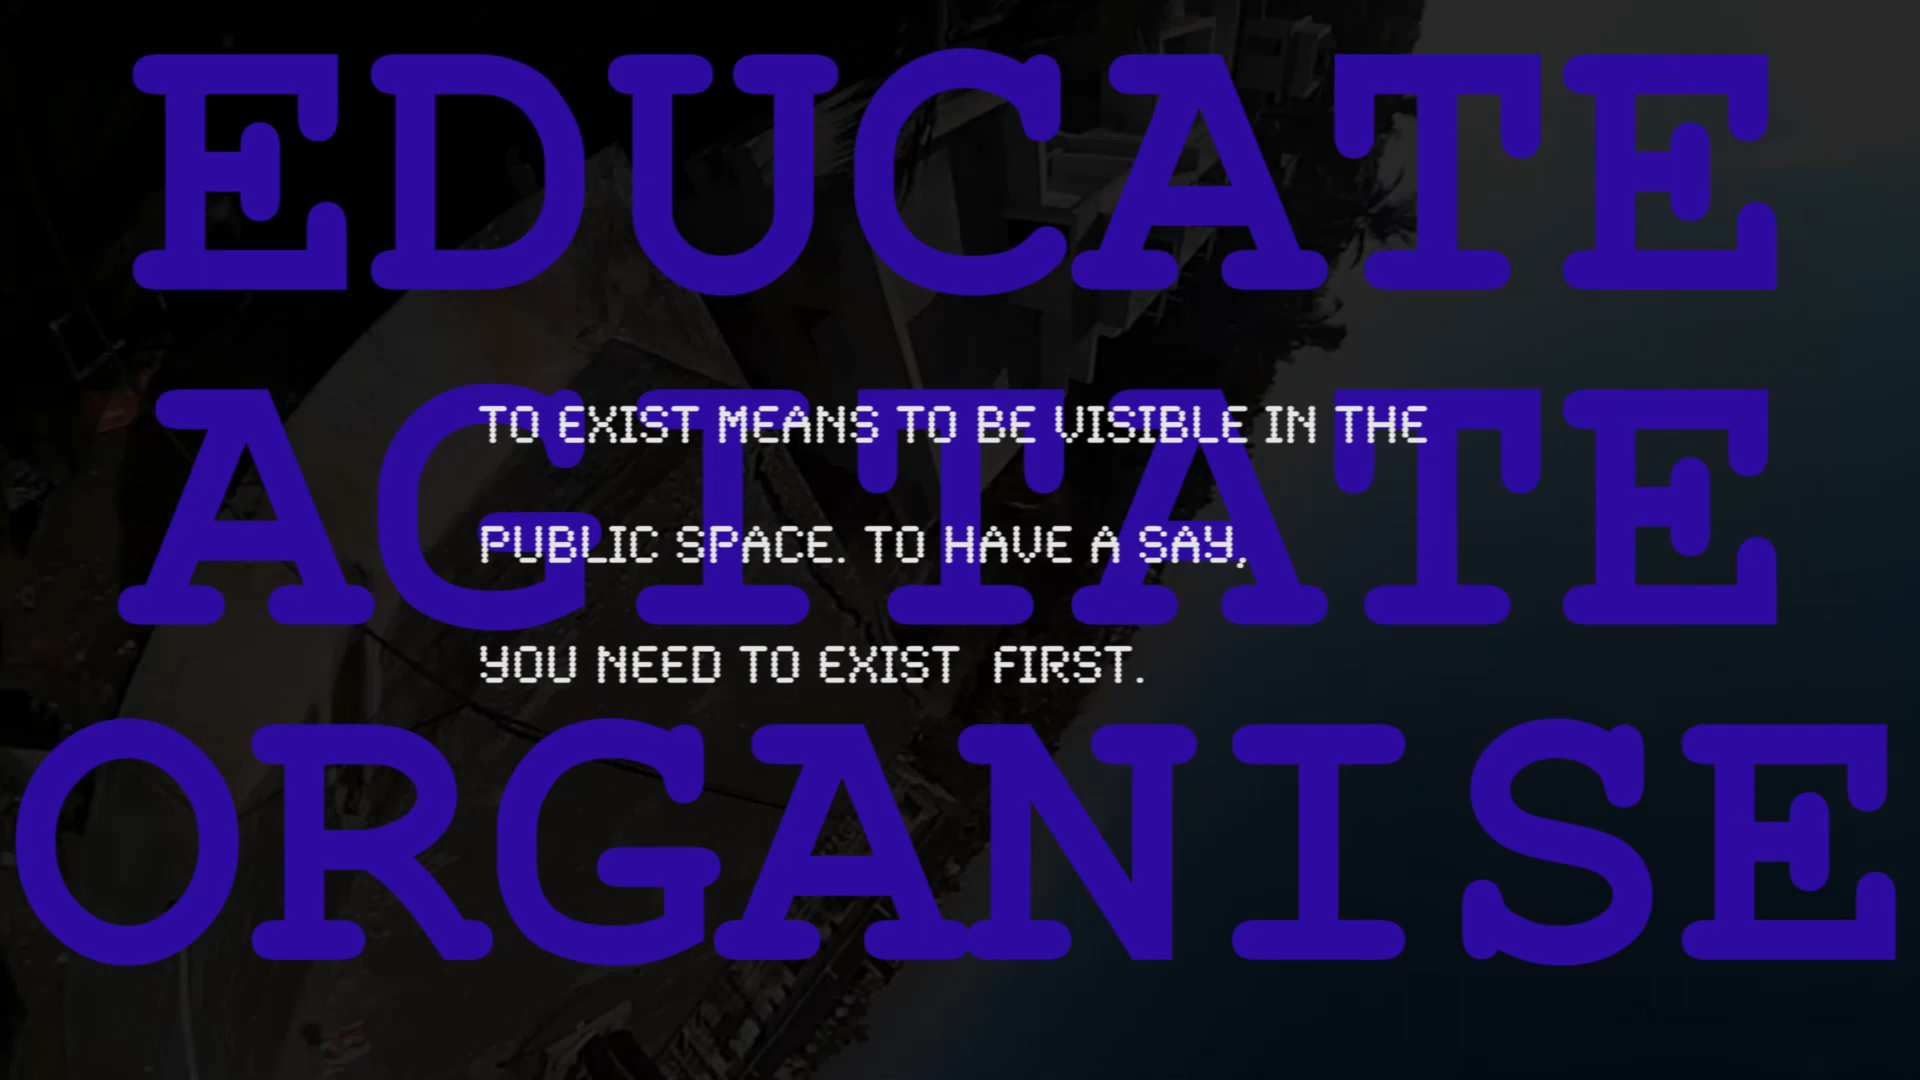 EDUCATE
AGITATE
TO EXIST MEANS TO BE VISIBLE IN THE
PUBLIC SPACE. TO HAVE A SAY,
YOU NEED TO EXIST  FIRST.
ORGANISE